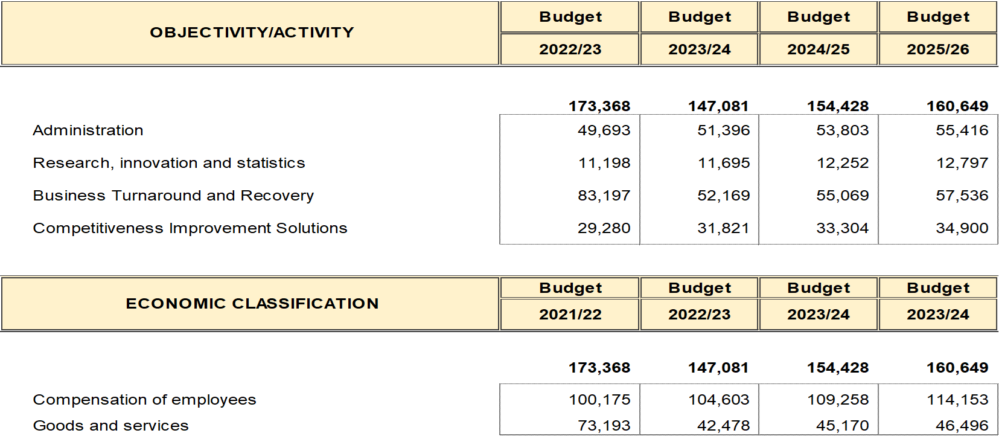 OBJECTIVITY/ACTIVITY Budget Budget Budget Budget
2022/23 2023/24 2024/25 2025/26
173,368 147,081 154,428 160,649
Administration 49,693 51,396 53,803 55,416
Research, innovation and statistics 11,198 11,695 12,252 12,797
Business Turnaround and Recovery 83,197 52,169 55,069 57,536
Competitiveness Improvement Solutions 29,280 31,821 33,304 34,900
ECONOMIC CLASSIFICATION Budget Budget Budget Budget
2021/22 2022/23 2023/24 2023/24
173,368 147,081 154,428 160,649
Compensation of employees 100,175 104,603 109,258 114,153
Goods and services 73,193 42,478 45,170 46,496